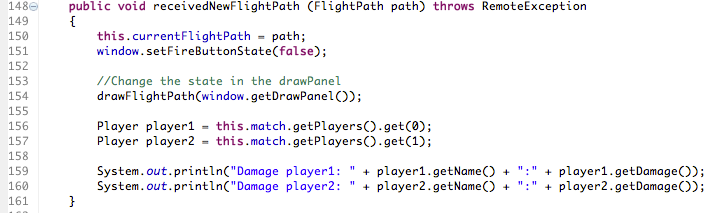 148 public void receivedNewFlightPath (FlightPath path) throws RemoteException
149 {
150 this.currentFlightPath = path;
151 window.setFireButtonState(false);
152
153 //Change the state in the drawPanel
154 drawFlightPath(window.getDrawPanel());
155
156 Player player1 = this.match.getPlayers().get(0);
157 Player player2 = this.match.getPlayers().get(1);
158
159 System.out.println("Damage player1: " + player1.getName() + ":" + player1.getDamage());
160 System.out.println("Damage player2: " + player2.getName() + ":" + player2.getDamage());
161 }